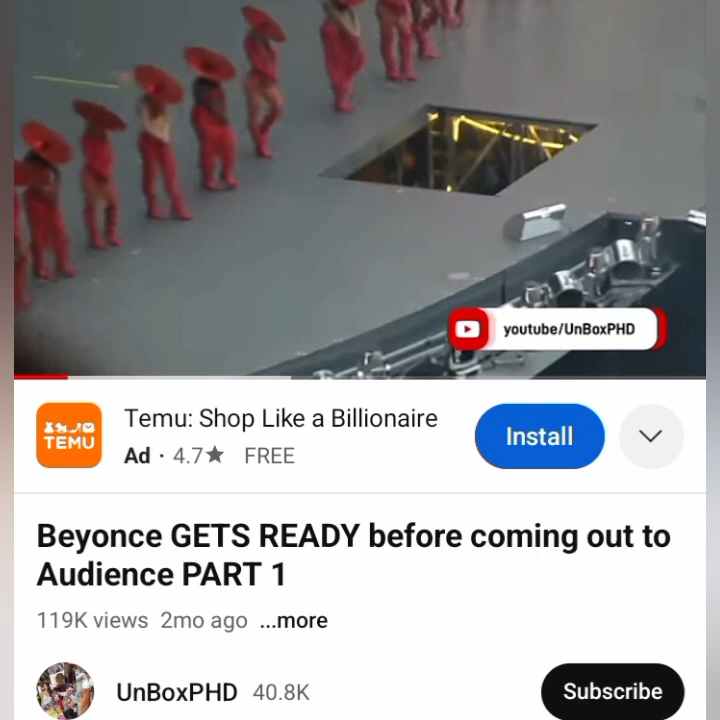 youtube/UnBoxPHD
TEMU
Temu: Shop Like a Billionaire
Ad · 4.7★ FREE
Install
Beyonce GETS READY before coming out to
Audience PART 1
119K views 2mo ago ...more
UnBoxPHD 40.8K
Subscribe